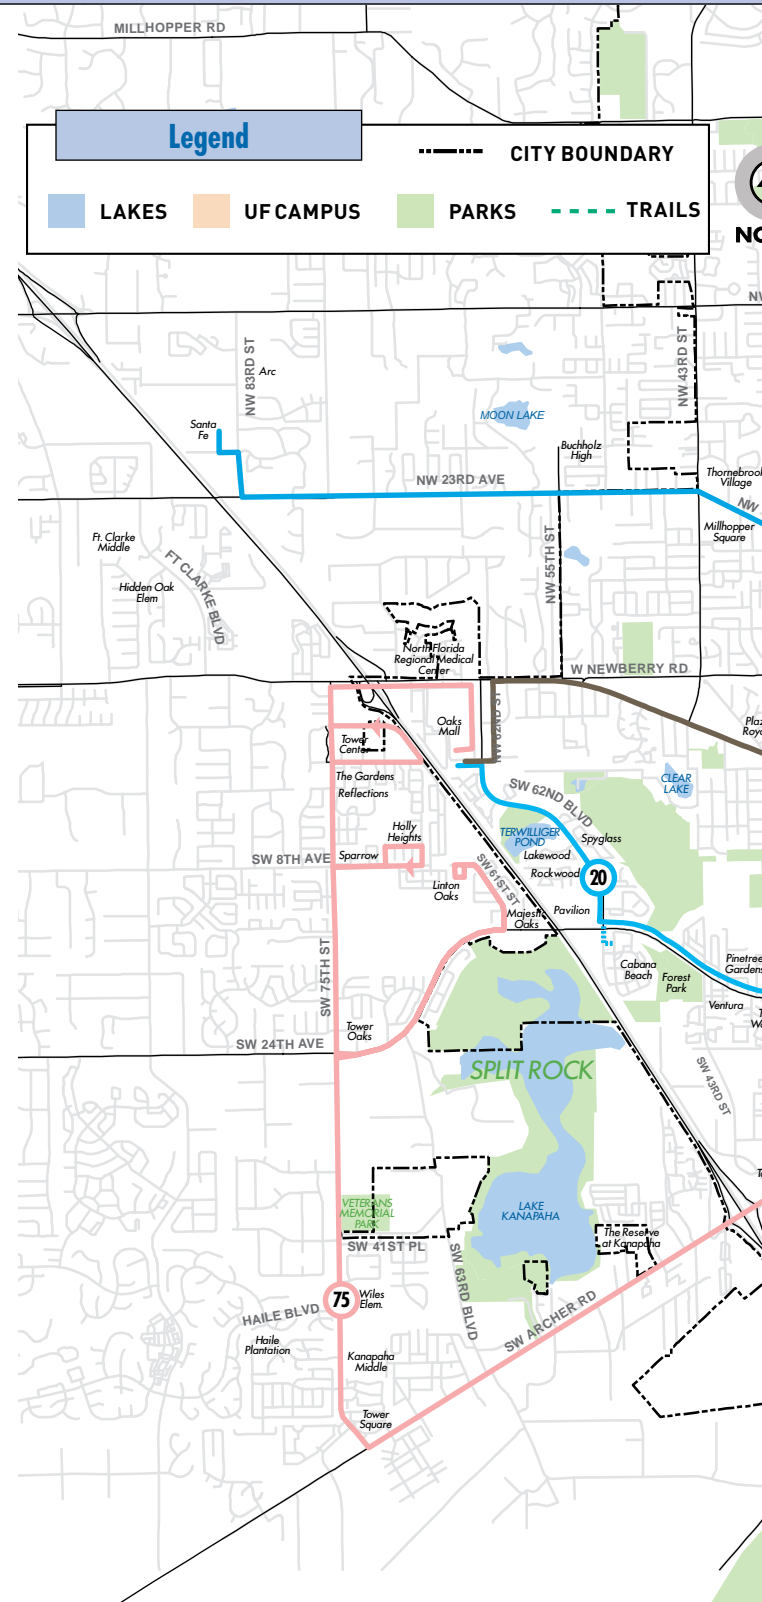 MILLHOPPER RD
Legend
CITY BOUNDARY
LAKES
UF CAMPUS
PARKS
TRAILS
NW 83RD ST
Arc
NW 43RD ST
Santa
Fe
MOON LAKE
Buchholz
High
NW 23RD AVE
Thornebrook
Village
Millhopper
Square
Ft. Clarke
Middle
FT CLARKE BLVD
Hidden Oak
Elem
NW 55TH ST
North Florida
Regional Medical
Center
W NEWBERRY RD
Oaks
Mall
NW 62ND ST
Tower
Center
The Gardens
Reflections
CLEAR
LAKE
SW 62ND BLVD
Holly
Heights
TERWILLIGER
POND
Spyglass
SW 8TH AVE
Sparrow
Lakewood
Rockwood
20
SW 61ST ST
Linton
Oaks
Majestic
Oaks
Pavilion
SW 75TH ST
Cabana
Beach
Forest
Park
Pinetree
Gardens
Ventura
Tower
Oaks
SW 24TH AVE
SPLIT ROCK
SW 43RD ST
VETERANS
MEMORIAL
PARK
LAKE
KANAPAHA
The Reserve
at Kanapaha
SW 41ST PL
SW 63RD BLVD
75
Wiles
Elem.
HAILE BLVD
Haile
Plantation
SW ARCHER RD
Kanapaha
Middle
Tower
Square